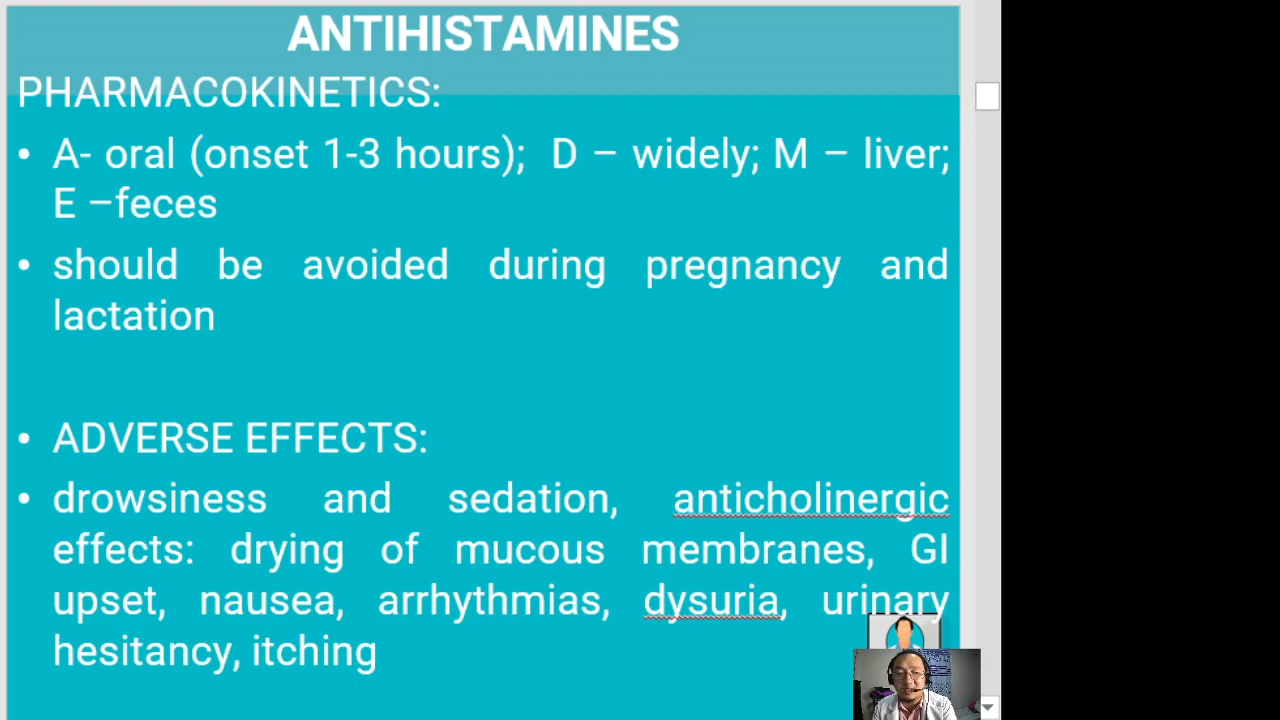 ANTIHISTAMINES
PHARMACOKINETICS:
• A- oral (onset 1-3 hours); D – widely; M – liver;
E –feces
• should be avoided during pregnancy and
lactation
• ADVERSE EFFECTS:
• drowsiness and sedation, anticholinergic
effects: drying of mucous membranes, GI
upset, nausea, arrhythmias, dysuria, urinary
hesitancy, itching